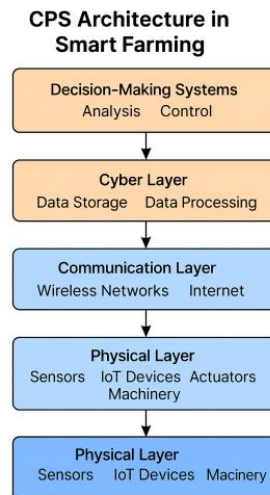 CPS Architecture in
Smart Farming
Decision-Making Systems
Analysis Control
Cyber Layer
Data Storage Data Processing
Communication Layer
Wireless Networks Internet
Physical Layer
Sensors IoT Devices Actuators
Machinery
Physical Layer
Sensors IoT Devices Macinery